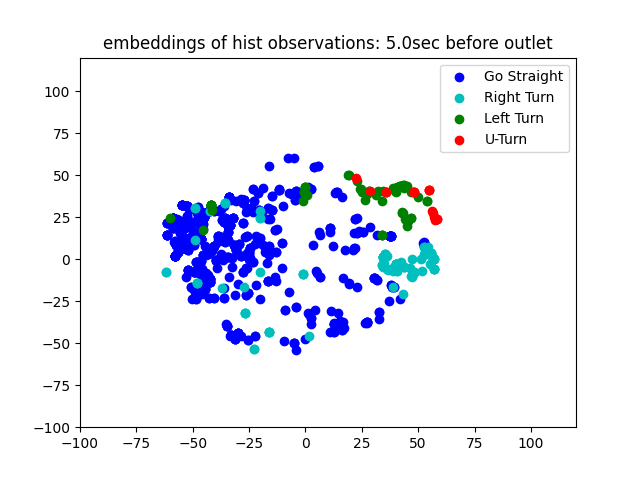 embeddings of hist observations: 5.0sec before outlet
Go Straight
Right Turn
Left Turn
U-Turn
100
75
50
25
0
−25
−50
−75
−100
−100 −75 −50 −25 0 25 50 75 100